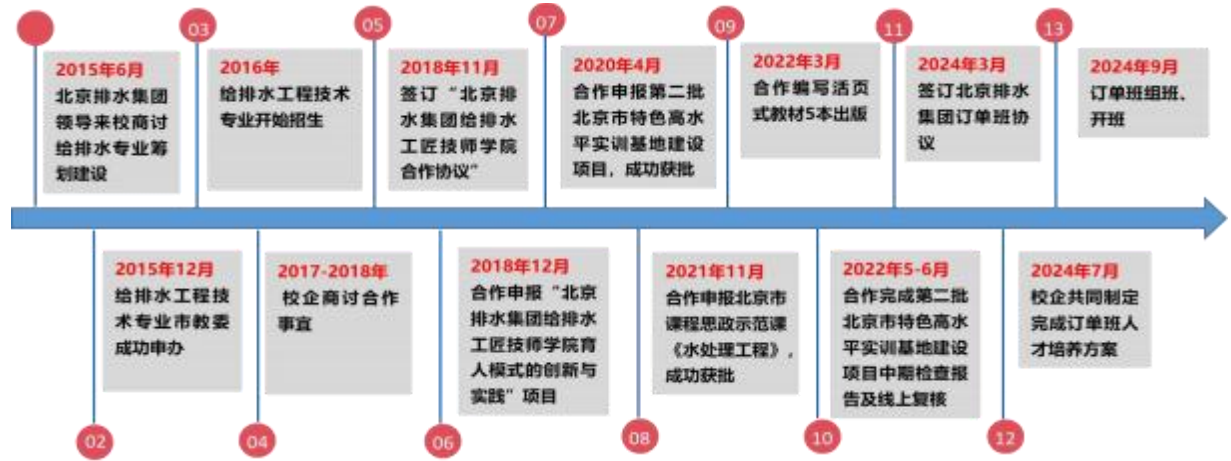 2015年6月
北京排水集团
领导来校商讨
给排水专业筹
划建设
02
2015年12月
给排水工程技
术专业市教委
成功申办
03
2016年
给排水工程技术
专业开始招生
04
2017-2018年
校企商讨合作
事宜
05
2018年11月
签订“北京排
水集团给排水
工匠技师学院
合作协议”
06
2018年12月
合作申报“北京
排水集团给排水
工匠技师学院育
人模式的创新与
实践”项目
07
2020年4月
合作申报第二批
北京市特色高水
平实训基地建设
项目，成功获批
08
2021年11月
合作申报北京市
课程思政示范课
《水处理工程》，
成功获批
09
2022年3月
合作编写活页
式教材5本出版
10
2022年5-6月
合作完成第二批
北京市特色高水
平实训基地建设
项目中期检查报
告及线上复核
11
2024年3月
签订北京排水
集团订单班协
议
12
2024年7月
校企共同制定
完成订单班人
才培养方案
13
2024年9月
订单班组班、
开班